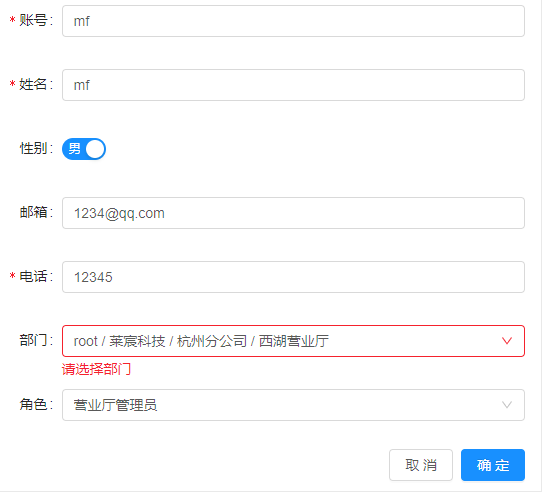 * 账号: mf
* 姓名: mf
性别: 男
邮箱: 1234@qq.com
* 电话: 12345
部门: root / 莱宸科技 / 杭州分公司 / 西湖营业厅
请选择部门
角色: 营业厅管理员
取 消 确 定